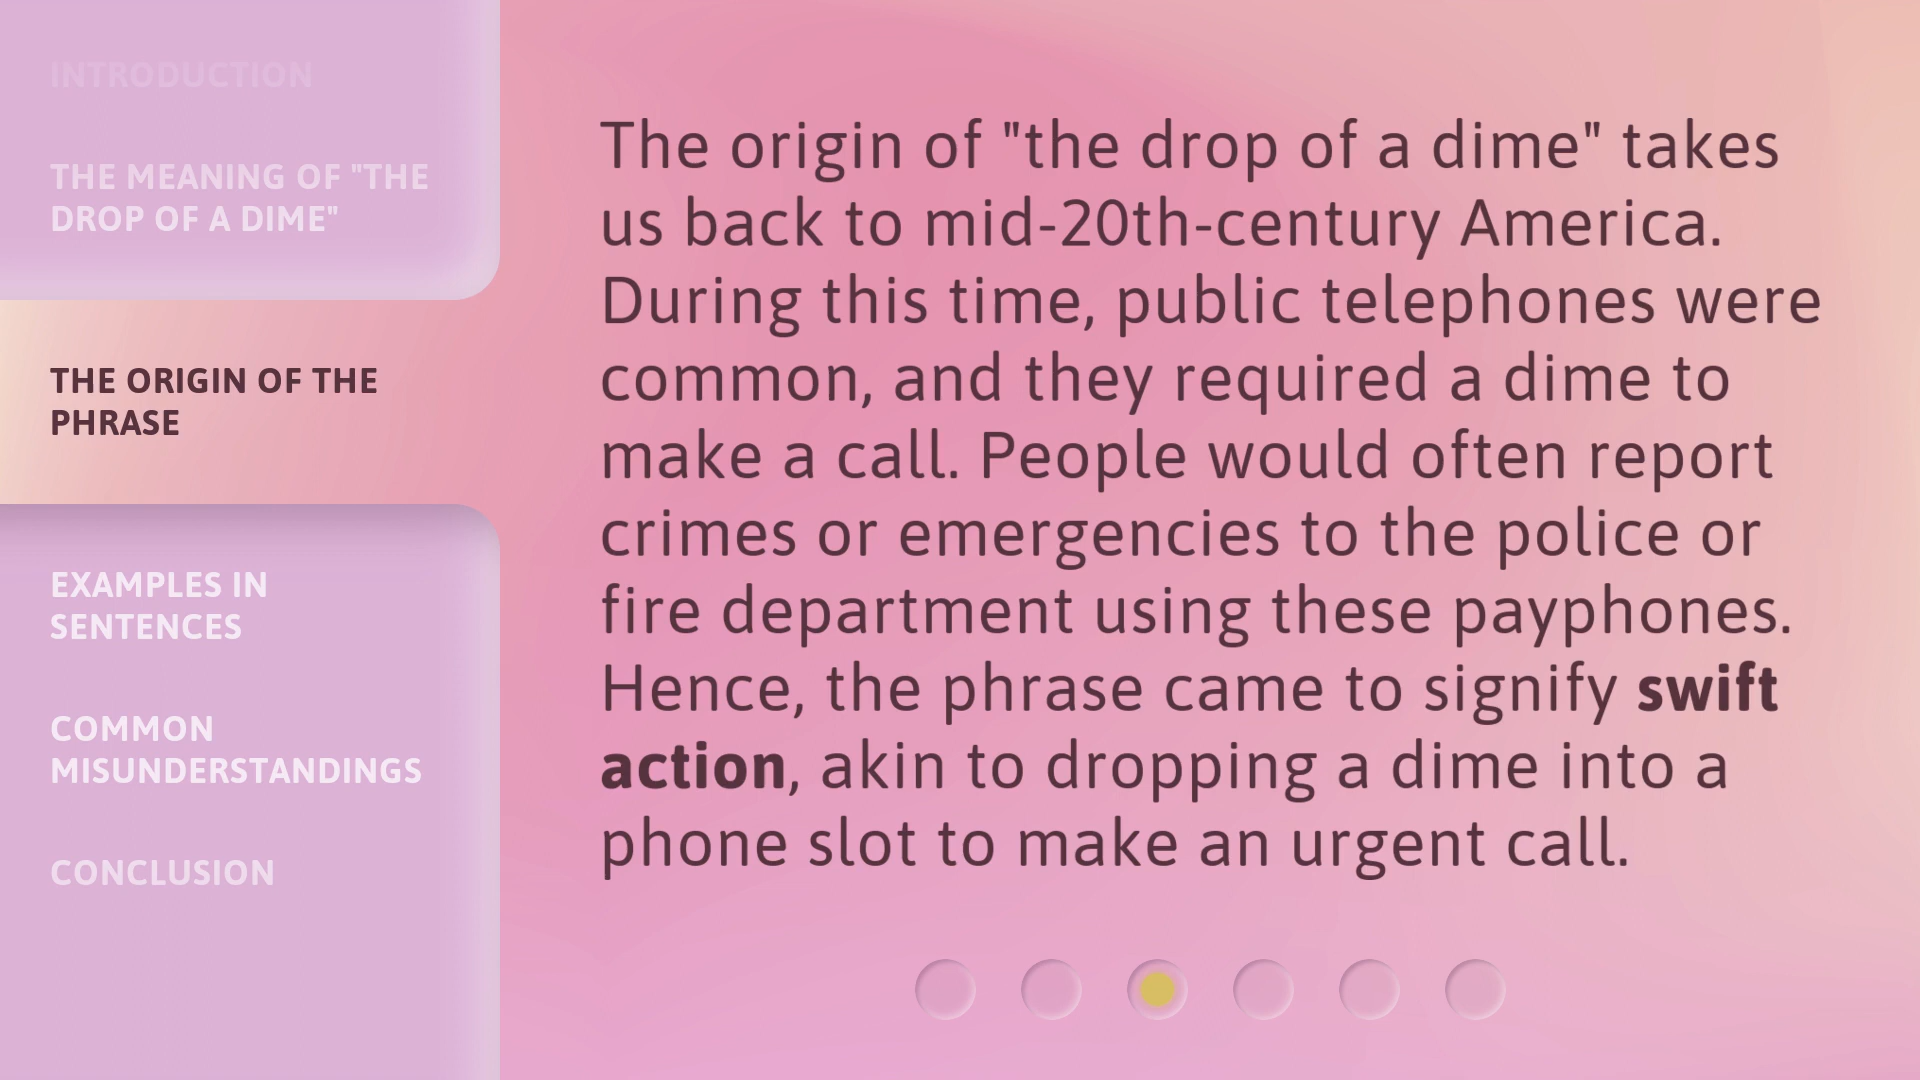 INTRODUCTION
THE MEANING OF "THE
DROP OF A DIME"
THE ORIGIN OF THE
PHRASE
EXAMPLES IN
SENTENCES
COMMON
MISUNDERSTANDINGS
CONCLUSION
The origin of "the drop of a dime" takes
us back to mid-20th-century America.
During this time, public telephones were
common, and they required a dime to
make a call. People would often report
crimes or emergencies to the police or
fire department using these payphones.
Hence, the phrase came to signify swift
action, akin to dropping a dime into a
phone slot to make an urgent call.